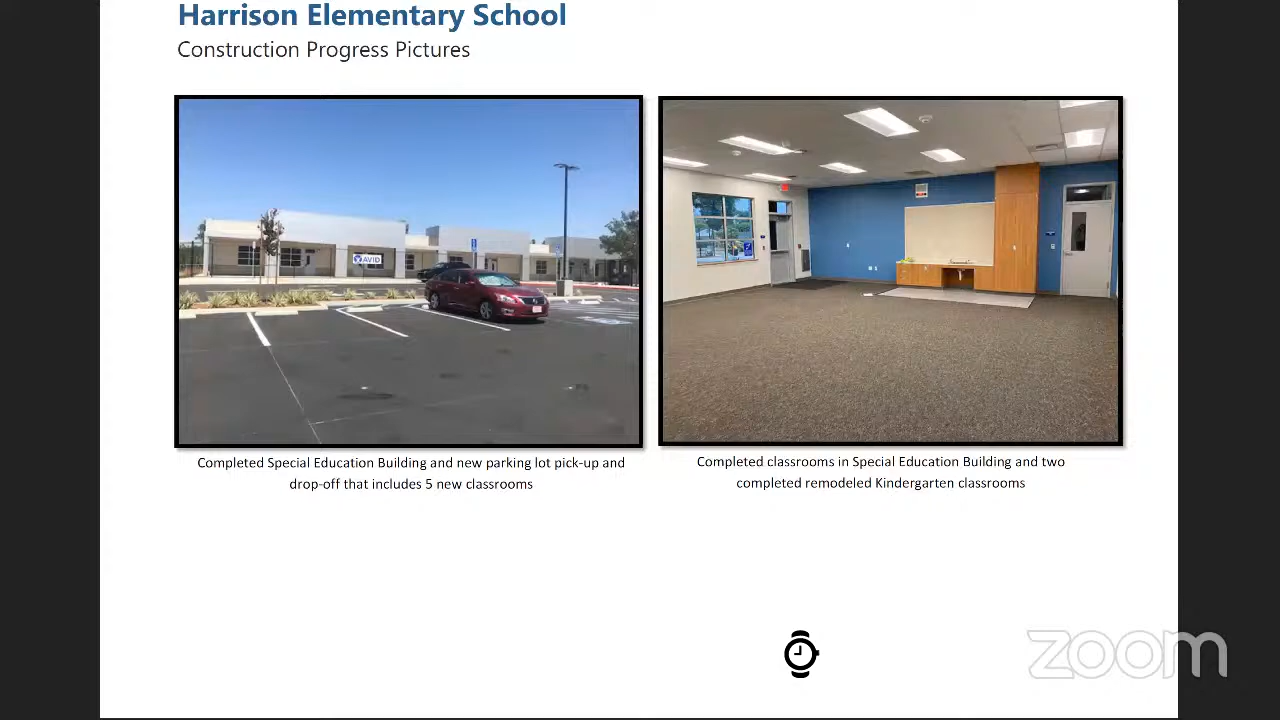 Harrison Elementary School
Construction Progress Pictures
AVID
Completed Special Education Building and new parking lot pick-up and
drop-off that includes 5 new classrooms
Completed classrooms in Special Education Building and two
completed remodeled Kindergarten classrooms
zoom